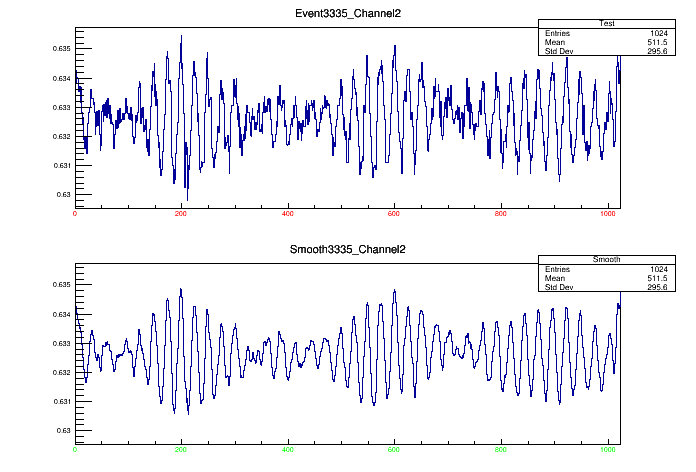 Event3335_Channel2
Test
Entries 1024
Mean 511.5
Std Dev 295.6
0.635
0.634
0.633
0.632
0.631
0.63
0 200 400 600 800 1000
Smooth3335_Channel2
Smooth
Entries 1024
Mean 511.5
Std Dev 295.6
0.635
0.634
0.633
0.632
0.631
0.63
0 200 400 600 800 1000